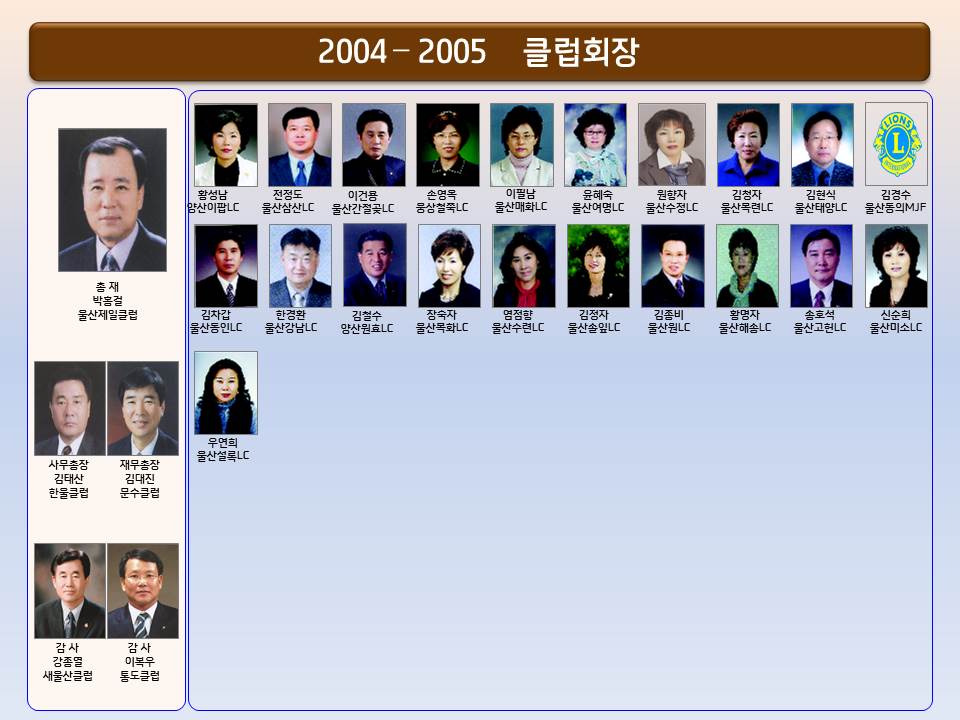 2004 – 2005 클럽회장
총 재
박흥걸
울산제일클럽
사무총장
김태산
한울클럽
재무총장
김대진
문수클럽
감 사
강종열
새울산클럽
감 사
이복우
통도클럽
황성남
양산이팝LC
전정도
울산삼산LC
이건용
울산간절곶LC
손영옥
웅상철쭉LC
이필남
울산매화LC
윤혜숙
울산여명LC
원향자
울산수정LC
김청자
울산목련LC
김현식
울산태양LC
LIONS
L
INTERNATIONAL
김경수
울산동의MJF
김차갑
울산동인LC
한경환
울산강남LC
김철수
양산원효LC
장숙자
울산목화LC
염점향
울산수련LC
김정자
울산솔잎LC
김종비
울산원LC
황명자
울산해송LC
송호석
울산고헌LC
신순희
울산미소LC
우연희
울산설록LC